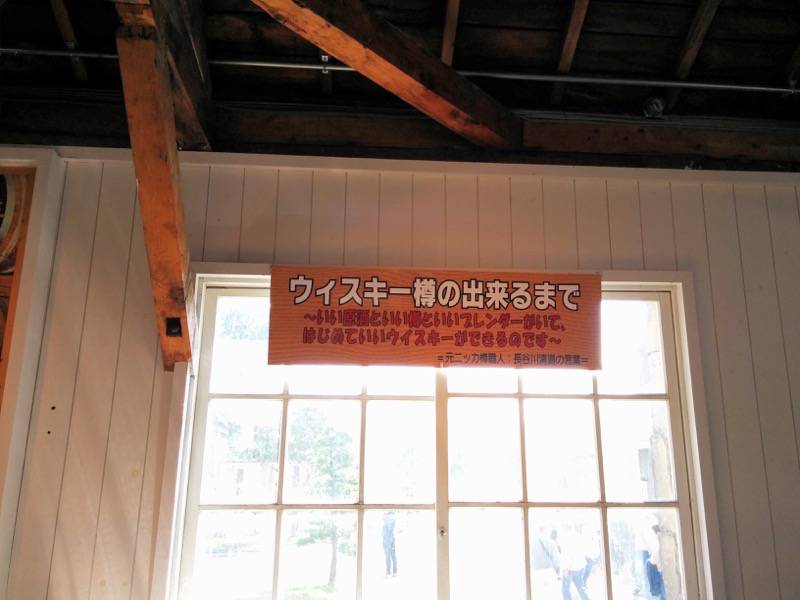 ウィスキー樽の出来るまで
～いい原酒といい樽といいブレンダーがいて、
はじめていいウイスキーができるのです～
=元ニッカ樽職人:長谷川清道の言葉=